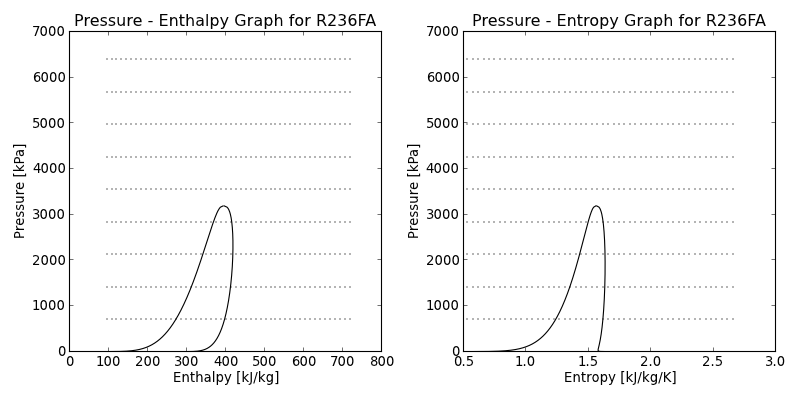 Pressure - Enthalpy Graph for R236FA
7000
6000
5000
4000
3000
2000
1000
0
Pressure [kPa]
0 100 200 300 400 500 600 700 800
Enthalpy [kJ/kg]
Pressure - Entropy Graph for R236FA
7000
6000
5000
4000
3000
2000
1000
0
Pressure [kPa]
0.5 1.0 1.5 2.0 2.5 3.0
Entropy [kJ/kg/K]